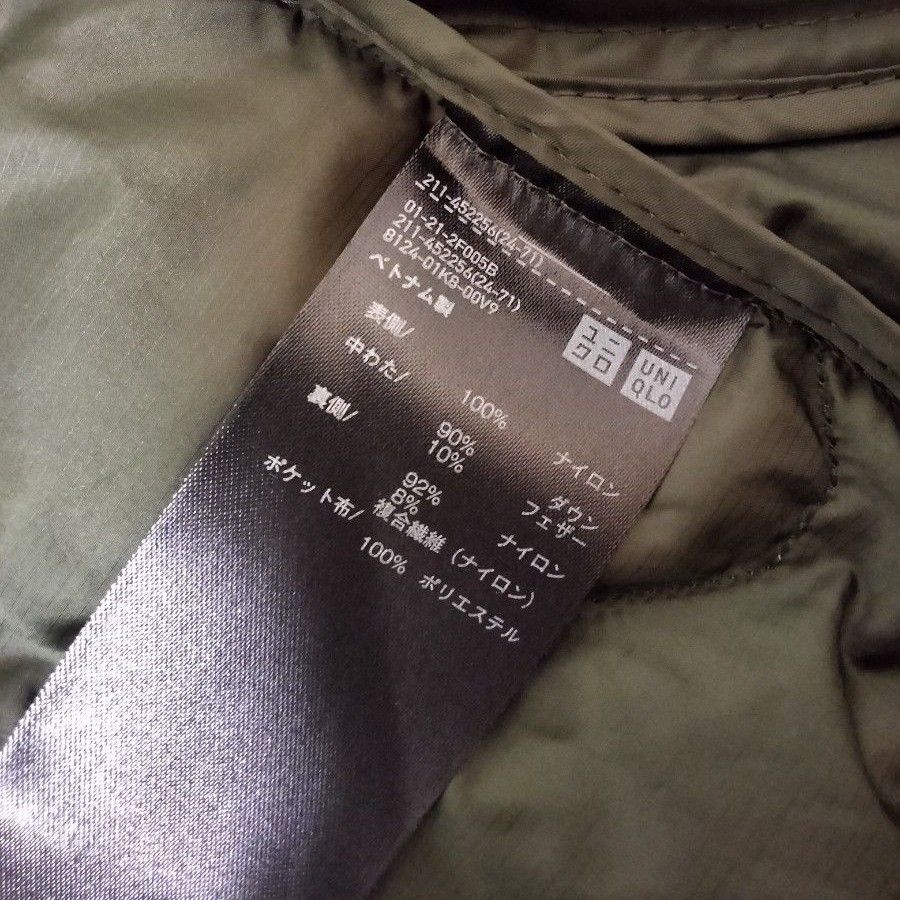 211-452256(24-71)
01-21-2F005B
211-452256(24-71)
8124-01KB-00V9
ベトナム製
ユニ
クロ
UNI
QLO
表側/ 100% ナイロン
中わた/ 90% ダウン
10% フェザー
裏側/ 92% ナイロン
8% 複合繊維(ナイロン)
ポケット布/ 100% ポリエステル